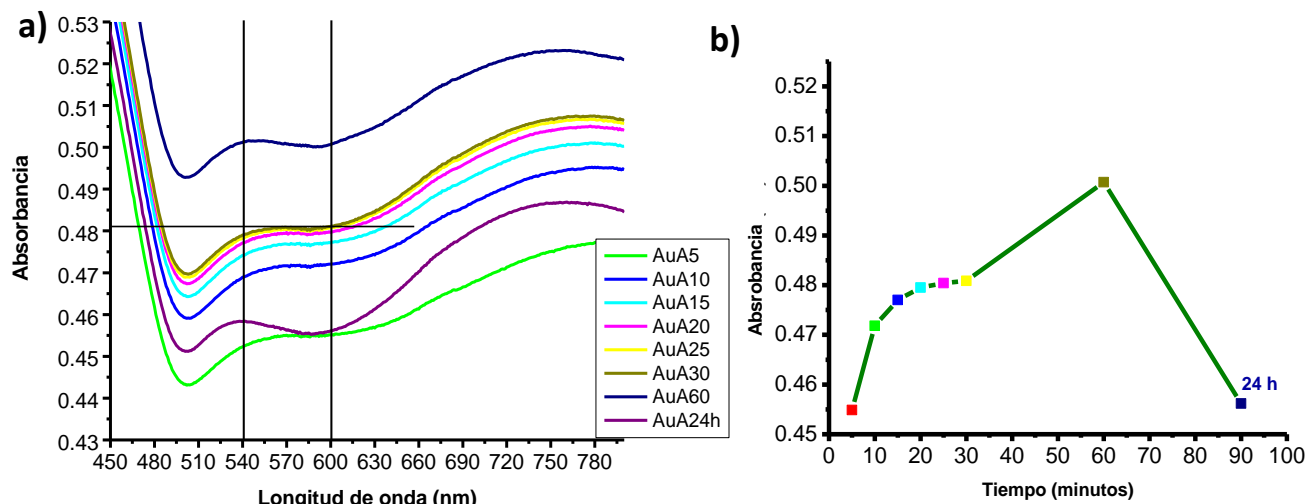 a)
0.53
0.52
0.51
0.50
0.49
0.48
0.47
0.46
0.45
0.44
0.43
450 480 510 540 570 600 630 660 690 720 750 780
Absorbancia
Longitud de onda (nm)
AuA5
AuA10
AuA15
AuA20
AuA25
AuA30
AuA60
AuA24h
b)
0.52
0.51
0.50
0.49
0.48
0.47
0.46
0.45
0 10 20 30 40 50 60 70 80 90 100
Absrobancia
Tiempo (minutos)
24 h